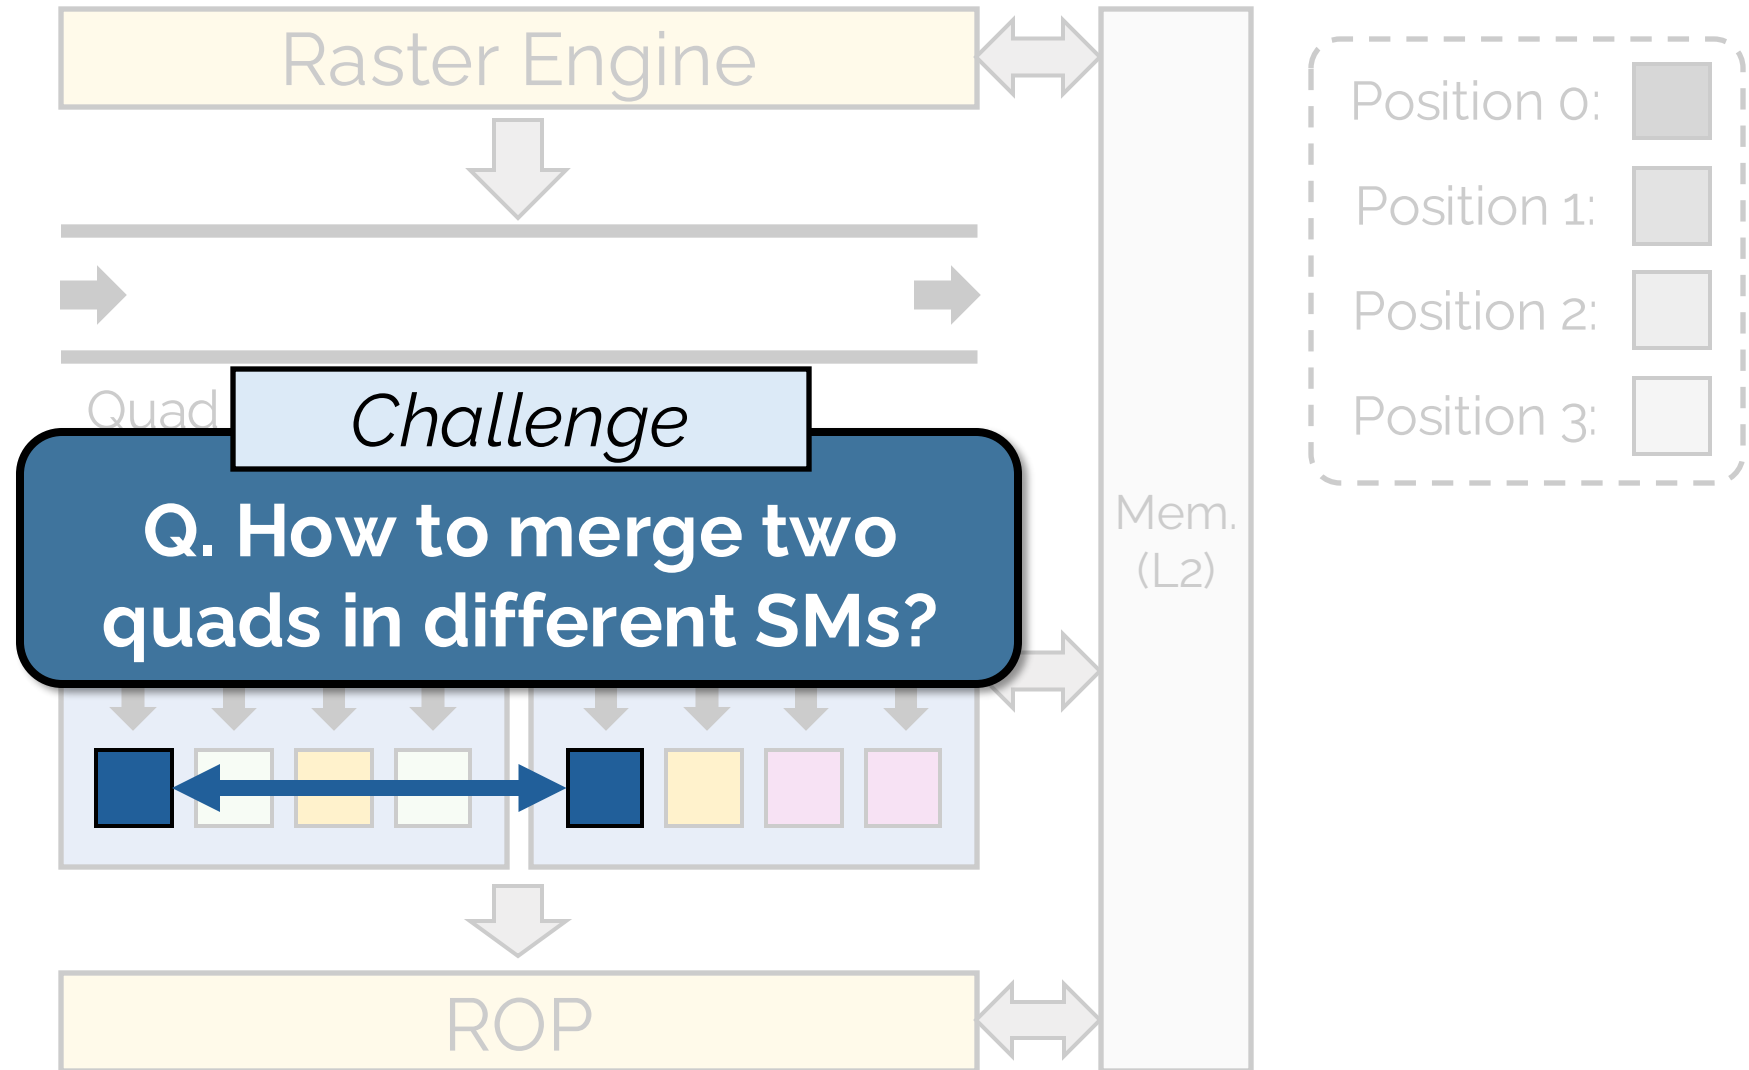 Raster Engine
Position 0:
Position 1:
Position 2:
Position 3:
Quad
Challenge
Q. How to merge two
quads in different SMs?
Mem.
(L2)
ROP